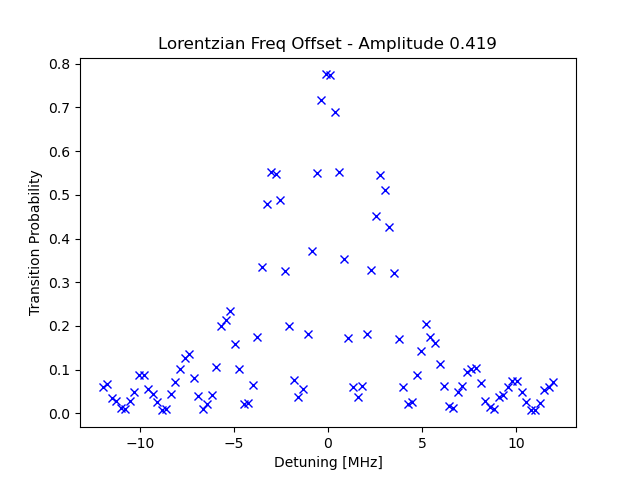 Lorentzian Freq Offset - Amplitude 0.419
0.8
0.7
0.6
0.5
0.4
0.3
0.2
0.1
0.0
Transition Probability
−10 −5 0 5 10
Detuning [MHz]